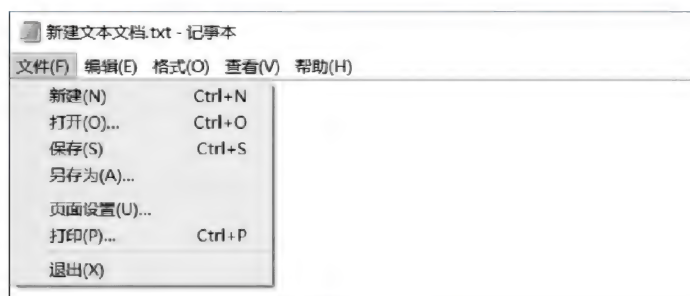 新建文本文档.txt - 记事本
文件(F) 编辑(E) 格式(O) 查看(V) 帮助(H)
新建(N) Ctrl+N
打开(O)... Ctrl+O
保存(S) Ctrl+S
另存为(A)...
页面设置(U)...
打印(P)... Ctrl+P
退出(X)